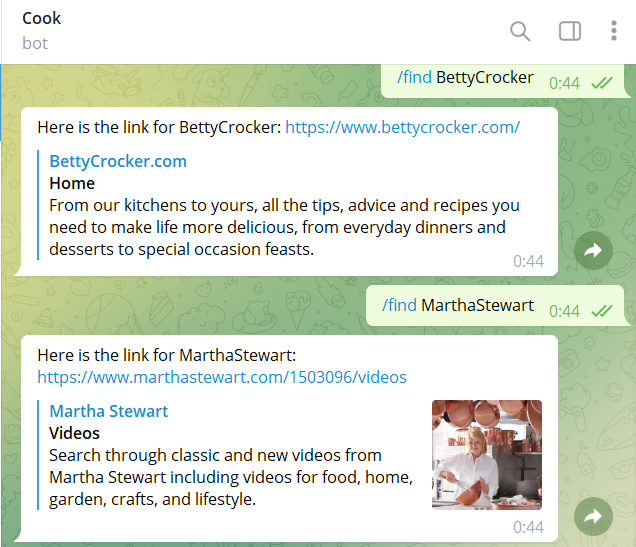 Cook
bot
/find BettyCrocker 0:44
Here is the link for BettyCrocker: https://www.bettycrocker.com/
BettyCrocker.com
Home
From our kitchens to yours, all the tips, advice and recipes you
need to make life more delicious, from everyday dinners and
desserts to special occasion feasts.
0:44
/find MarthaStewart 0:44
Here is the link for MarthaStewart:
https://www.marthastewart.com/1503096/videos
Martha Stewart
Videos
Search through classic and new videos from
Martha Stewart including videos for food, home,
garden, crafts, and lifestyle.
0:44